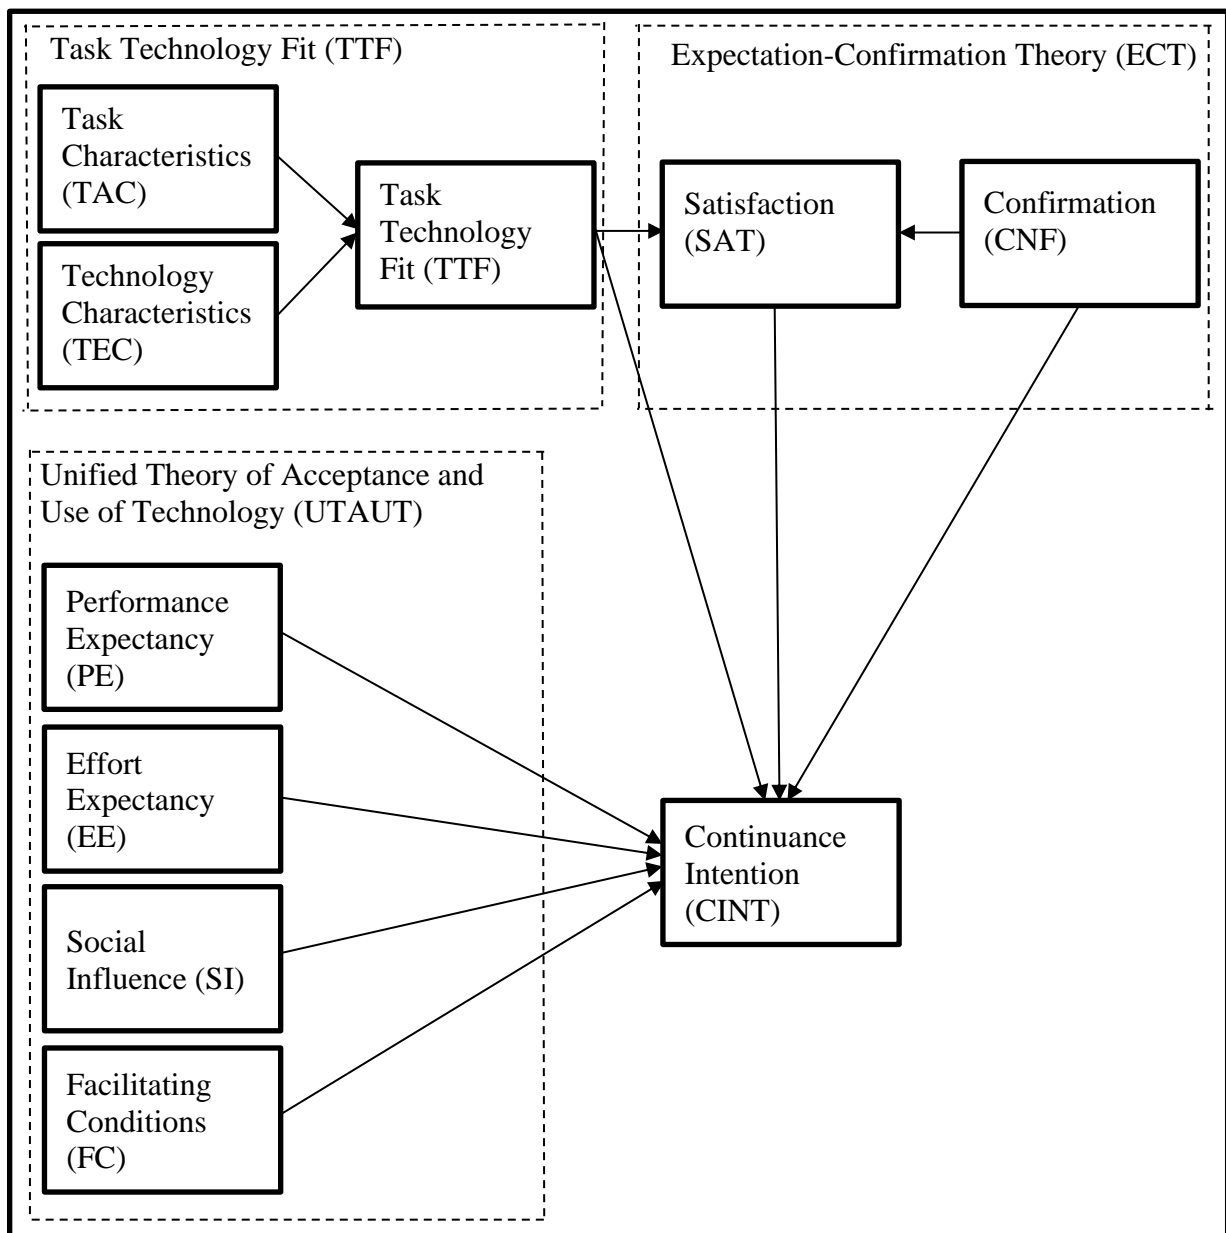 Task Technology Fit (TTF)
Expectation-Confirmation Theory (ECT)
Task
Characteristics
(TAC)
Technology
Characteristics
(TEC)
Task
Technology
Fit (TTF)
Satisfaction
(SAT)
Confirmation
(CNF)
Unified Theory of Acceptance and
Use of Technology (UTAUT)
Performance
Expectancy
(PE)
Effort
Expectancy
(EE)
Social
Influence (SI)
Facilitating
Conditions
(FC)
Continuance
Intention
(CINT)